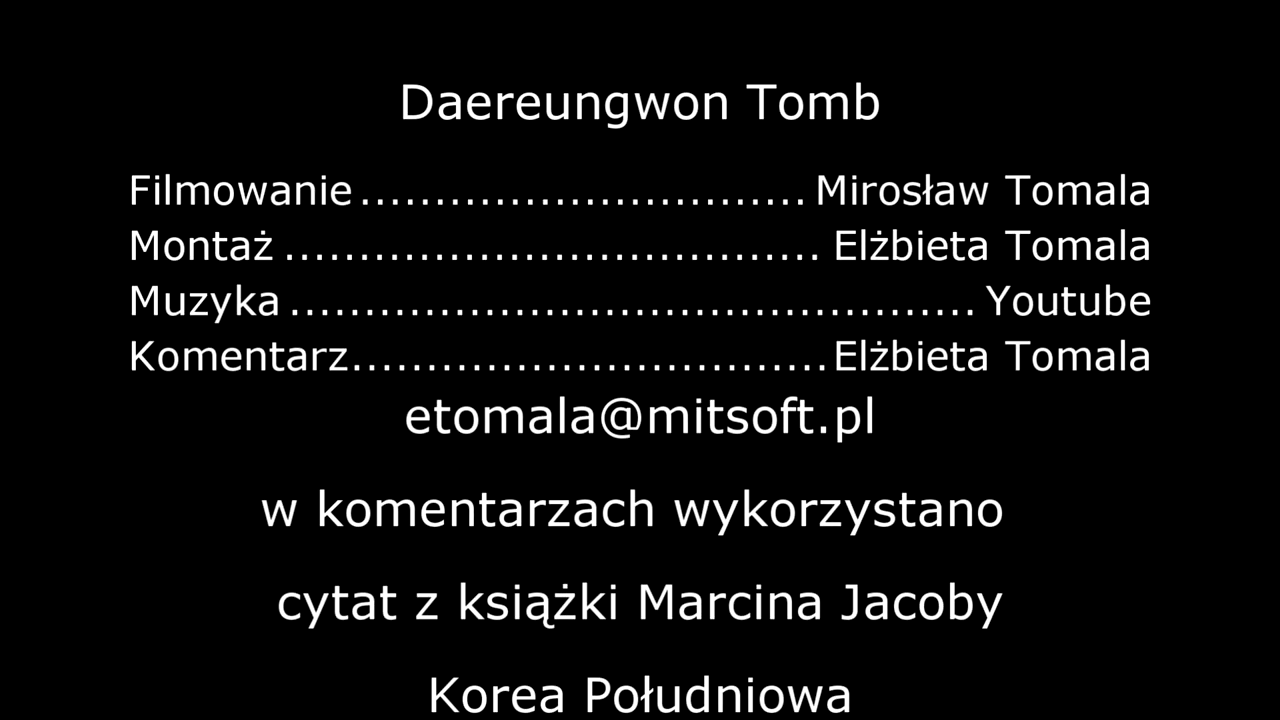 Daereungwon Tomb
Filmowanie.............................. Mirosław Tomala
Montaż .................................... Elżbieta Tomala
Muzyka .............................................. Youtube
Komentarz................................Elżbieta Tomala
etomala@mitsoft.pl
w komentarzach wykorzystano
cytat z książki Marcina Jacoby
Korea Południowa